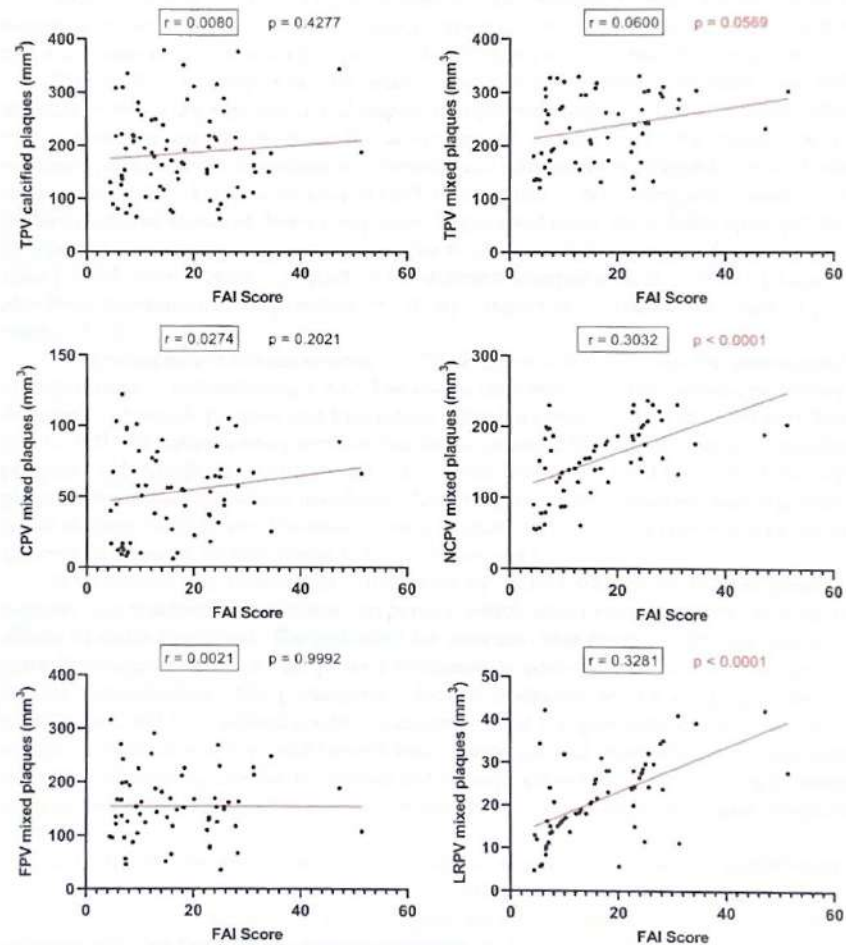 r = 0.0080 p = 0.4277
TPV calcified plaques (mm³)
400
300
200
100
0
0 20 40 60
FAI Score
r = 0.0600 p = 0.0569
TPV mixed plaques (mm³)
400
300
200
100
0
0 20 40 60
FAI Score
r = 0.0274 p = 0.2021
CPV mixed plaques (mm³)
150
100
50
0
0 20 40 60
FAI Score
r = 0.3032 p < 0.0001
NCPV mixed plaques (mm³)
300
200
100
0
0 20 40 60
FAI Score
r = 0.0021 p = 0.9992
FPV mixed plaques (mm³)
400
300
200
100
0
0 20 40 60
FAI Score
r = 0.3281 p < 0.0001
LRPV mixed plaques (mm³)
50
40
30
20
10
0
0 20 40 60
FAI Score